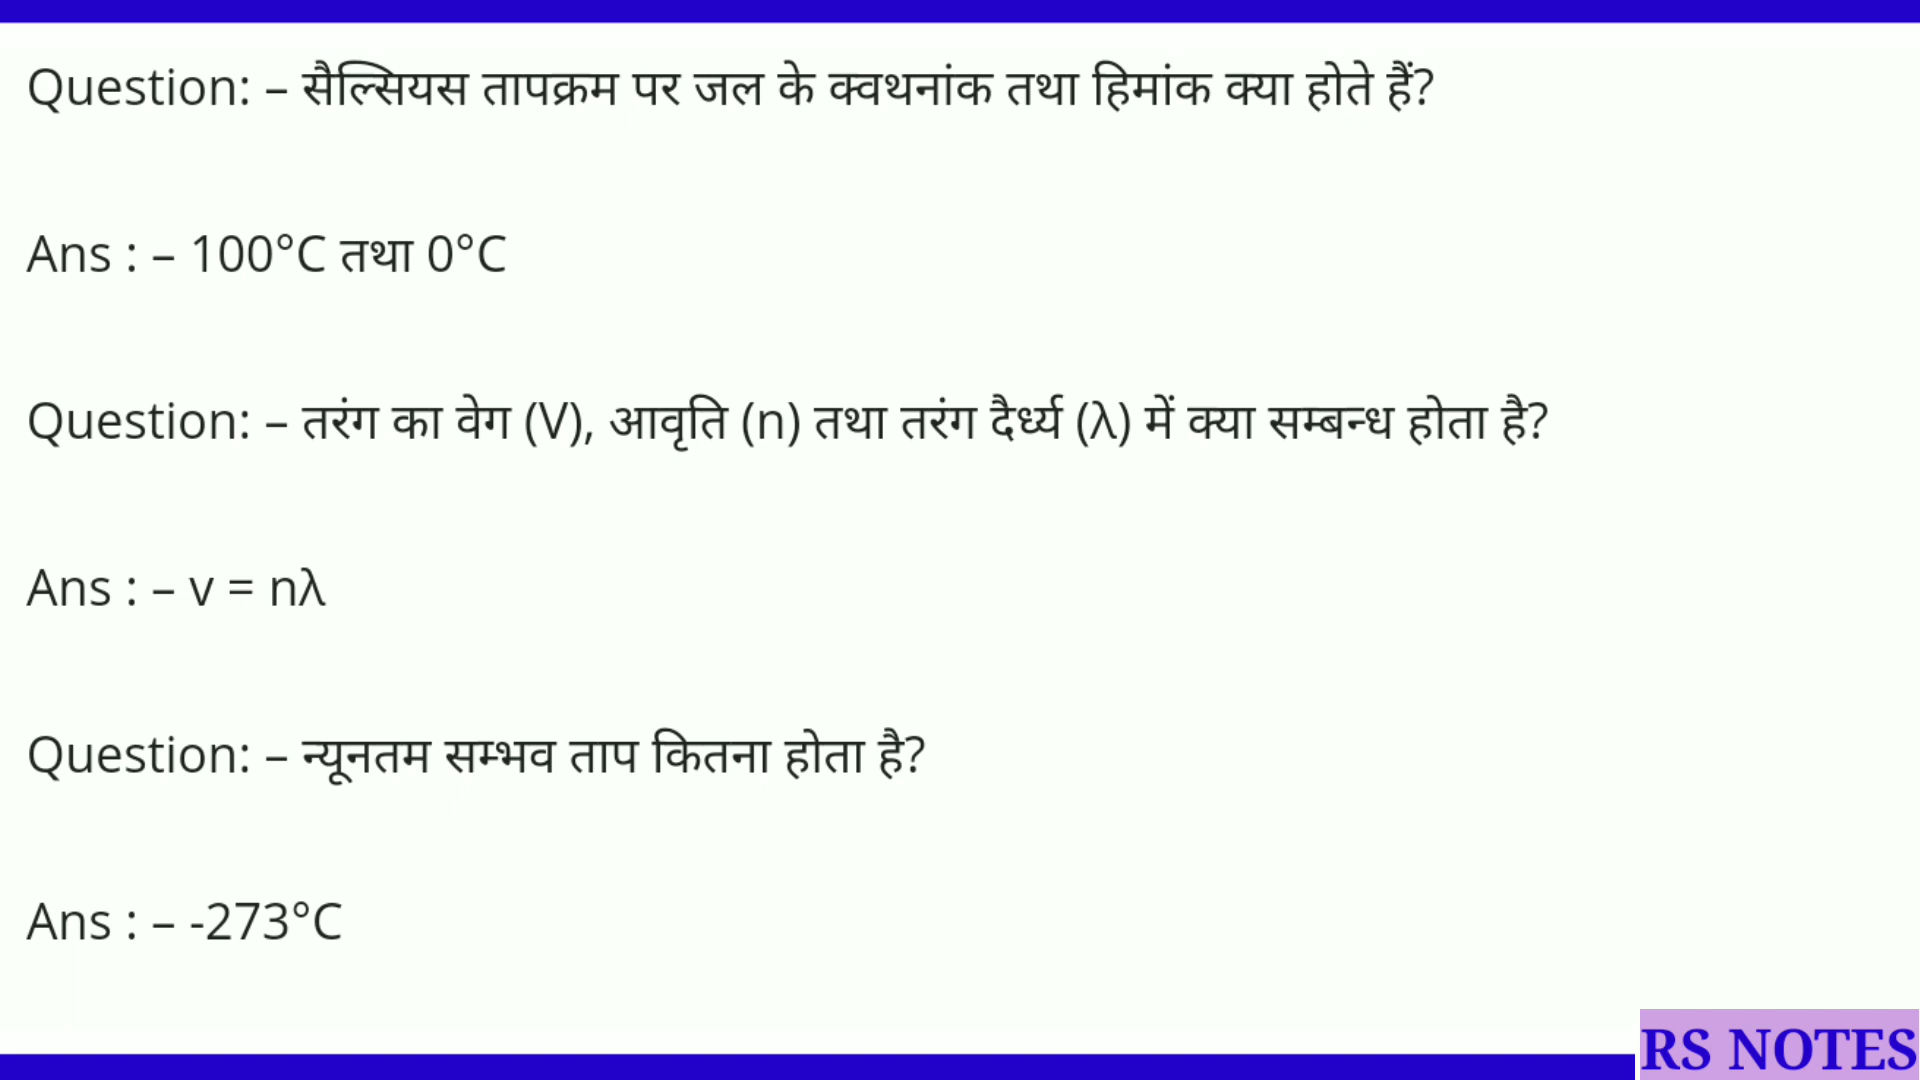 Question: – सैल्सियस तापक्रम पर जल के क्वथनांक तथा हिमांक क्या होते हैं?
Ans : – 100°C तथा 0°C
Question: – तरंग का वेग (V), आवृति (n) तथा तरंग दैर्ध्य (λ) में क्या सम्बन्ध होता है?
Ans : – v = nλ
Question: – न्यूनतम सम्भव ताप कितना होता है?
Ans : – -273°C
RS NOTES